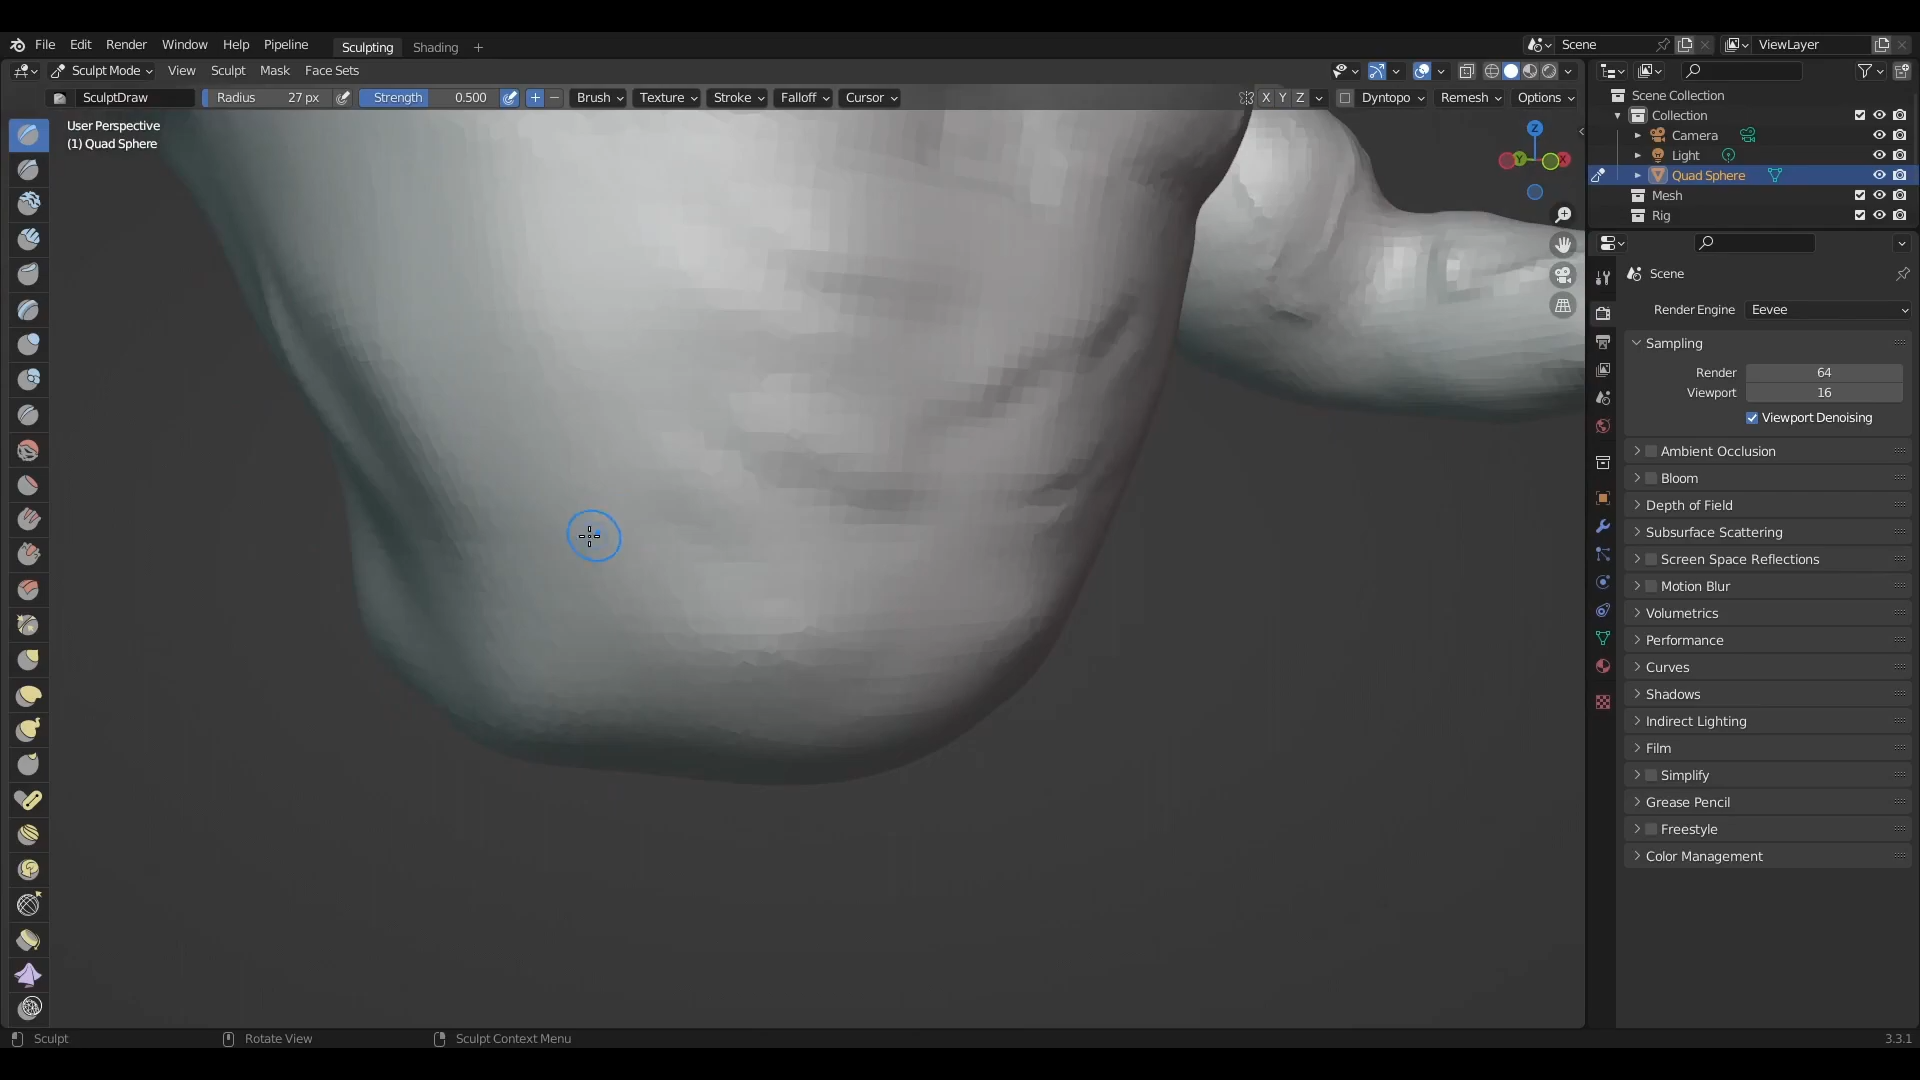 File Edit Render Window Help Pipeline Sculpting Shading + Scene ViewLayer
Sculpt Mode View Sculpt Mask Face Sets
SculptDraw Radius 27 px Strength 0.500 Brush Texture Stroke Falloff Cursor X Y Z Dyntopo Remesh Options
User Perspective
(1) Quad Sphere
Z
Y X
Scene Collection
Collection
Camera
Light
Quad Sphere
Mesh
Rig
Scene
Render Engine Eevee
Sampling
Render 64
Viewport 16
Viewport Denoising
Ambient Occlusion
Bloom
Depth of Field
Subsurface Scattering
Screen Space Reflections
Motion Blur
Volumetrics
Performance
Curves
Shadows
Indirect Lighting
Film
Simplify
Grease Pencil
Freestyle
Color Management
Sculpt Rotate View Sculpt Context Menu 3.3.1